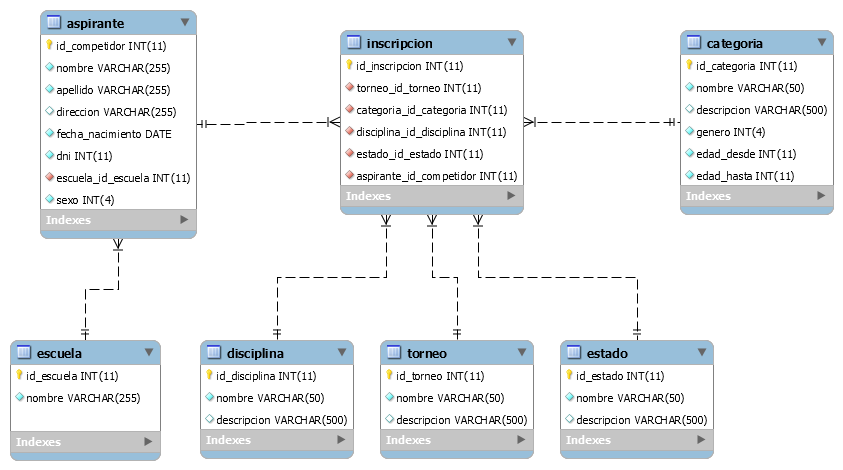 aspirante
id_competidor INT(11)
nombre VARCHAR(255)
apellido VARCHAR(255)
direccion VARCHAR(255)
fecha_nacimiento DATE
dni INT(11)
escuela_id_escuela INT(11)
sexo INT(4)
Indexes
inscripcion
id_inscripcion INT(11)
torneo_id_torneo INT(11)
categoria_id_categoria INT(11)
disciplina_id_disciplina INT(11)
estado_id_estado INT(11)
aspirante_id_competidor INT(11)
Indexes
categoria
id_categoria INT(11)
nombre VARCHAR(50)
descripcion VARCHAR(500)
genero INT(4)
edad_desde INT(11)
edad_hasta INT(11)
Indexes
escuela
id_escuela INT(11)
nombre VARCHAR(255)
Indexes
disciplina
id_disciplina INT(11)
nombre VARCHAR(50)
descripcion VARCHAR(500)
Indexes
torneo
id_torneo INT(11)
nombre VARCHAR(50)
descripcion VARCHAR(500)
Indexes
estado
id_estado INT(11)
nombre VARCHAR(50)
descripcion VARCHAR(500)
Indexes